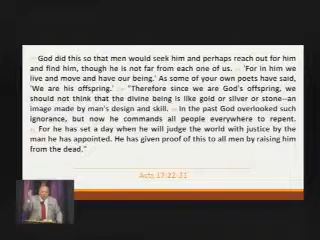 God did this so that men would seek him and perhaps reach out for him
and find him, though he is not far from each one of us. 'For in him we
live and move and have our being.' As some of your own poets have said,
'We are his offspring.' "Therefore since we are God's offspring, we
should not think that the divine being is like gold or silver or stone--an
image made by man's design and skill. In the past God overlooked such
ignorance, but now he commands all people everywhere to repent.
For he has set a day when he will judge the world with justice by the
man he has appointed. He has given proof of this to all men by raising him
from the dead."
Acts 17:22-31